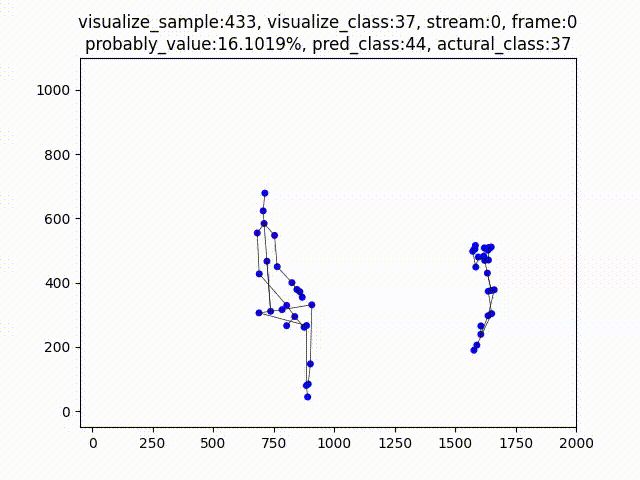 visualize_sample:433, visualize_class:37, stream:0, frame:0
probably_value:16.1019%, pred_class:44, actural_class:37
1000
800
600
400
200
0
0 250 500 750 1000 1250 1500 1750 2000